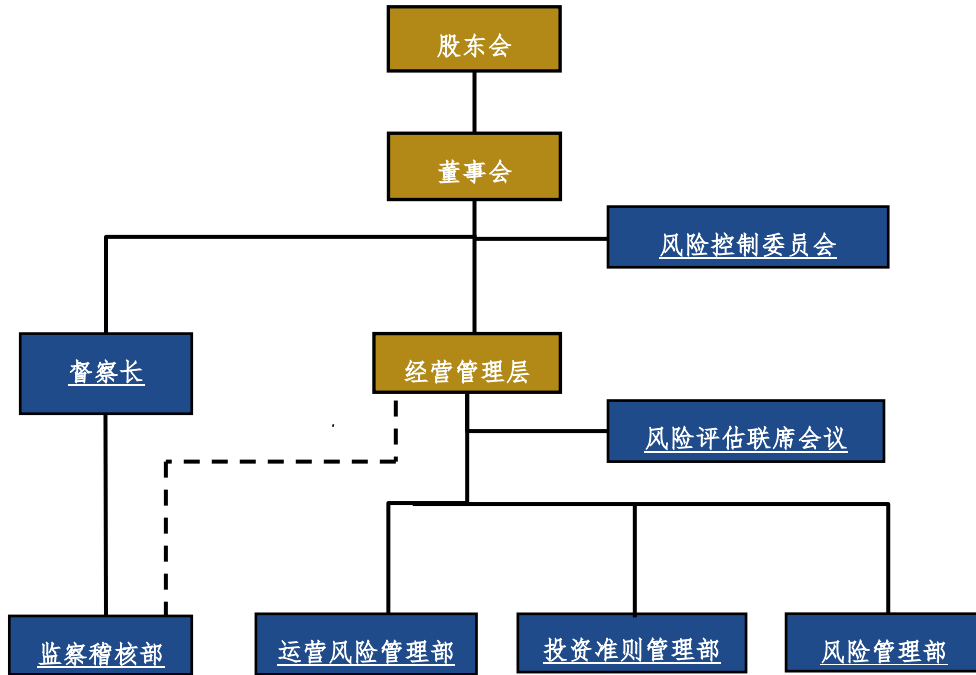 股东会
董事会
风险控制委员会
督察长
经营管理层
风险评估联席会议
监察稽核部
运营风险管理部
投资准则管理部
风险管理部